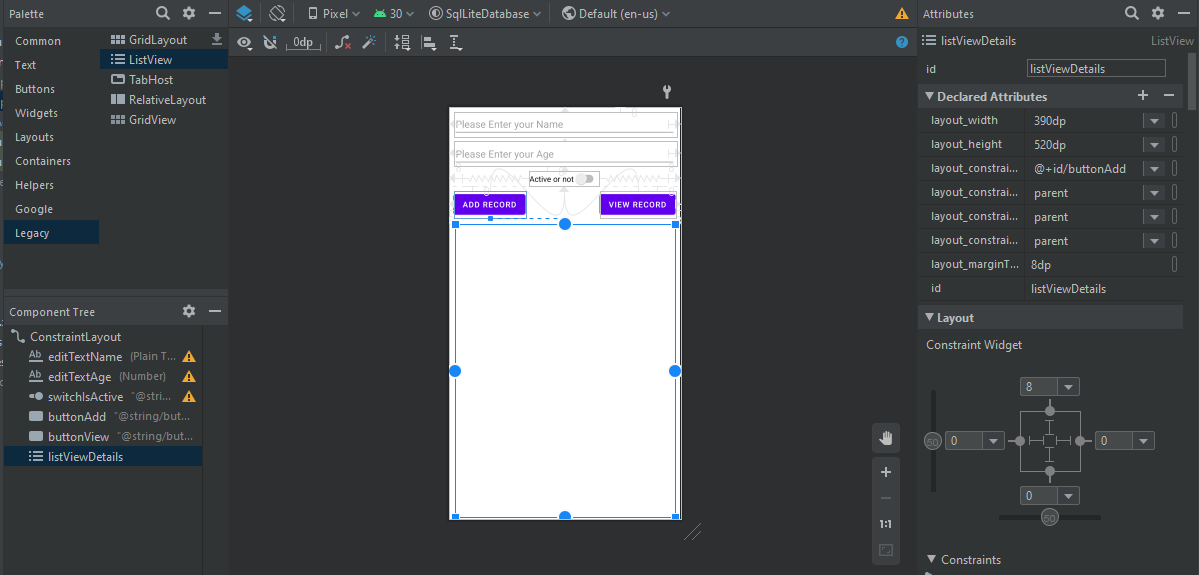 Palette
Common
Text
Buttons
Widgets
Layouts
Containers
Helpers
Google
Legacy
GridLayout
ListView
TabHost
RelativeLayout
GridView
Component Tree
ConstraintLayout
Ab editTextName (Plain T...
Ab editTextAge (Number)
switchIsActive "@stri...
buttonAdd "@string/but...
buttonView "@string/but...
listViewDetails
Pixel 30 SqlLiteDatabase Default (en-us)
0dp
Please Enter your Name
Please Enter your Age
Active or not
ADD RECORD VIEW RECORD
1:1
Attributes
listViewDetails ListView
id listViewDetails
Declared Attributes
layout_width 390dp
layout_height 520dp
layout_constrai... @+id/buttonAdd
layout_constrai... parent
layout_constrai... parent
layout_constrai... parent
layout_marginT... 8dp
id listViewDetails
Layout
Constraint Widget
8
50 0 0
0
50
Constraints